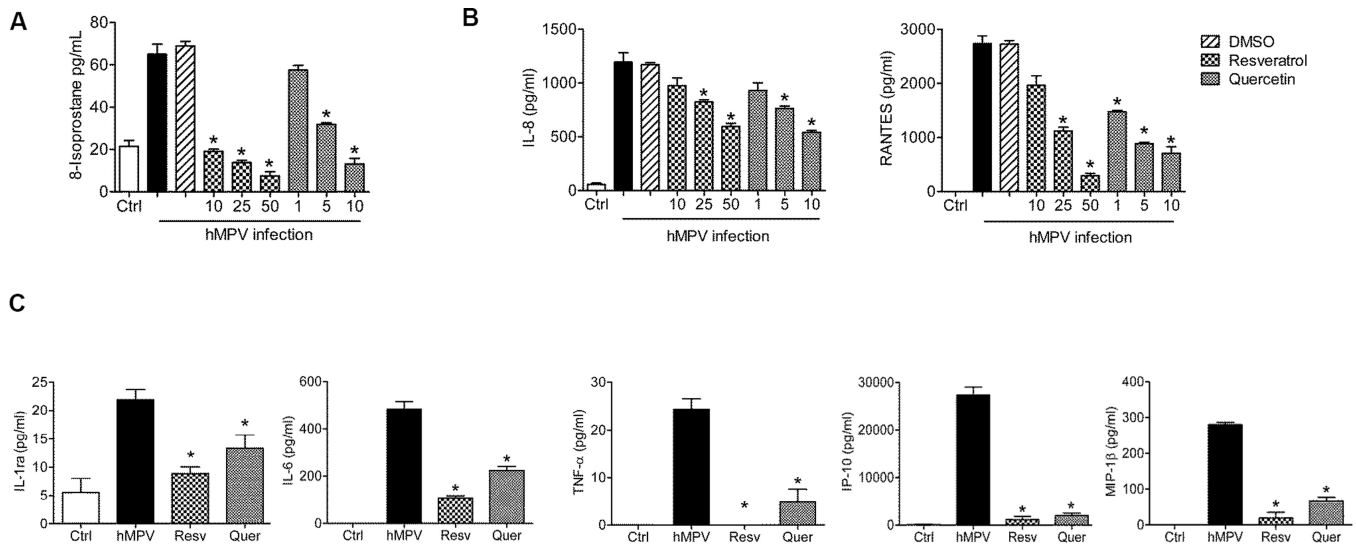 A
8-Isoprostane pg/mL
80
60
40
20
0
* * * * *
Ctrl 10 25 50 1 5 10
hMPV infection
B
IL-8 (pg/ml)
1500
1000
500
0
* * * *
Ctrl 10 25 50 1 5 10
hMPV infection
RANTES (pg/ml)
3000
2000
1000
0
* * * * *
Ctrl 10 25 50 1 5 10
hMPV infection
DMSO
Resveratrol
Quercetin
C
IL-1ra (pg/ml)
25
20
15
10
5
0
* *
Ctrl hMPV Resv Quer
IL-6 (pg/ml)
600
400
200
0
* *
Ctrl hMPV Resv Quer
TNF-α (pg/ml)
30
20
10
0
* *
Ctrl hMPV Resv Quer
IP-10 (pg/ml)
30000
20000
10000
0
* *
Ctrl hMPV Resv Quer
MIP-1β (pg/ml)
400
300
200
100
0
* *
Ctrl hMPV Resv Quer